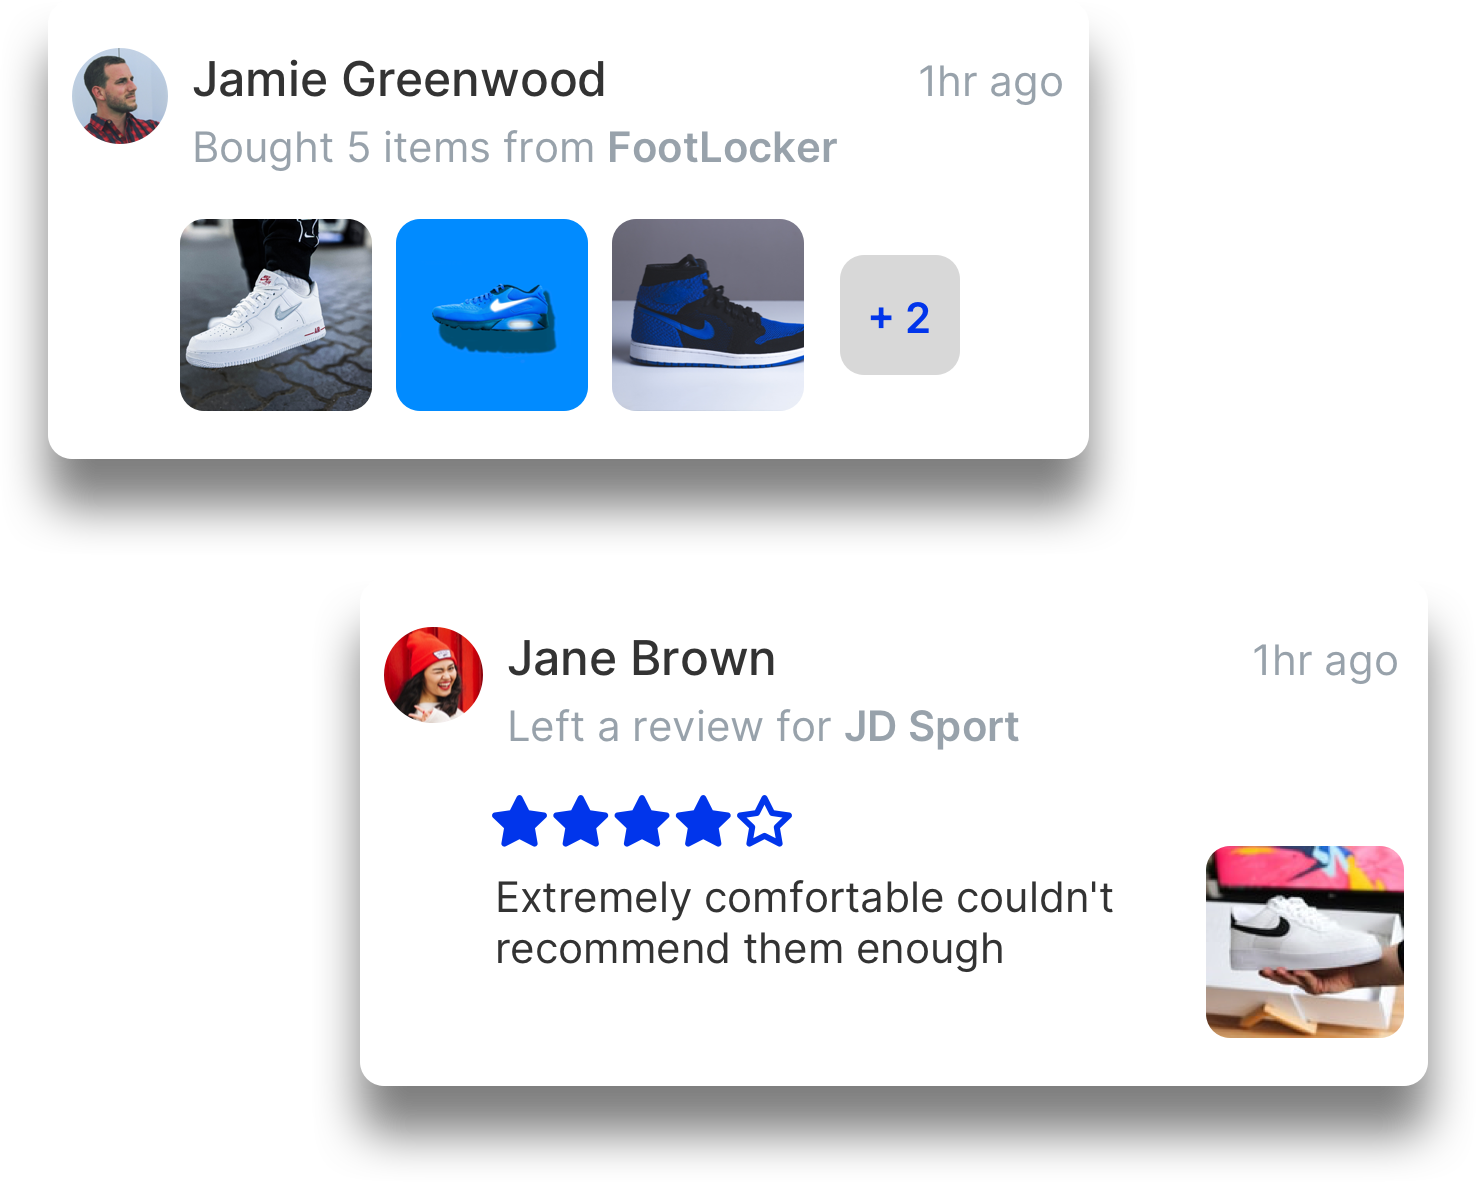 Jamie Greenwood
1hr ago
Bought 5 items from FootLocker
+ 2
Jane Brown
1hr ago
Left a review for JD Sport
Extremely comfortable couldn't
recommend them enough